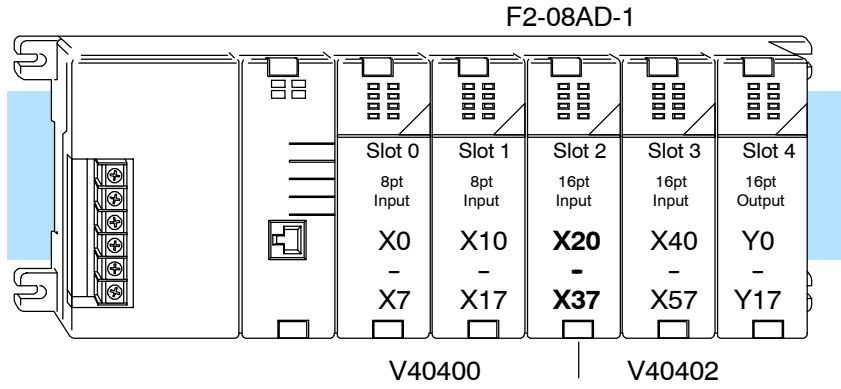 F2-08AD-1
Slot 0 Slot 1 Slot 2 Slot 3 Slot 4
8pt 8pt 16pt 16pt 16pt
Input Input Input Input Output
X0 X10 X20 X40 Y0
– – - – –
X7 X17 X37 X57 Y17
V40400 V40402